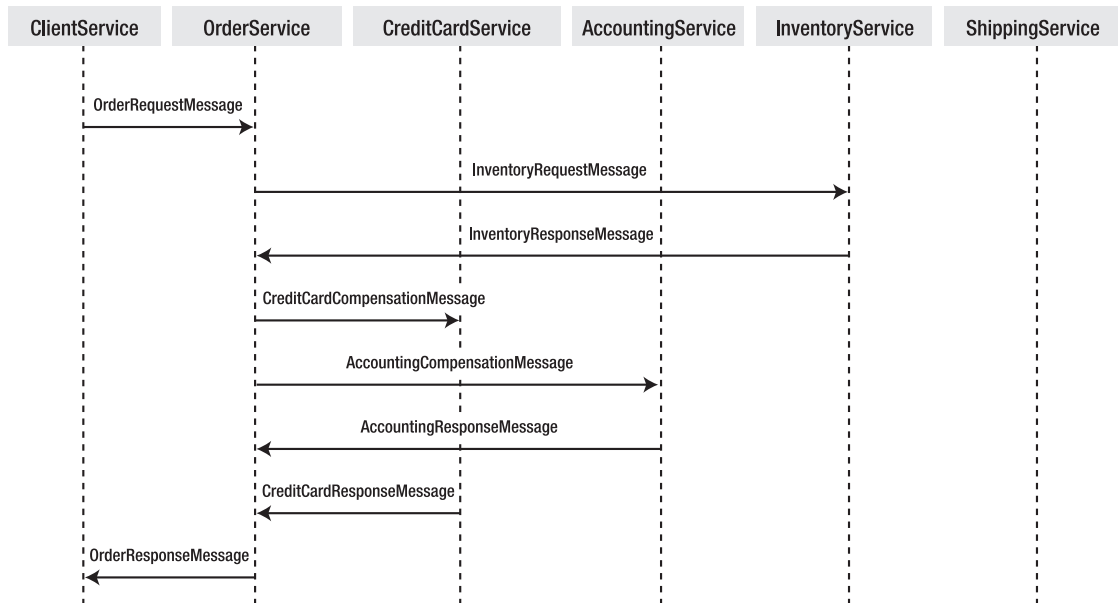 ClientService
OrderService
CreditCardService
AccountingService
InventoryService
ShippingService
OrderRequestMessage
InventoryRequestMessage
InventoryResponseMessage
CreditCardCompensationMessage
AccountingCompensationMessage
AccountingResponseMessage
CreditCardResponseMessage
OrderResponseMessage